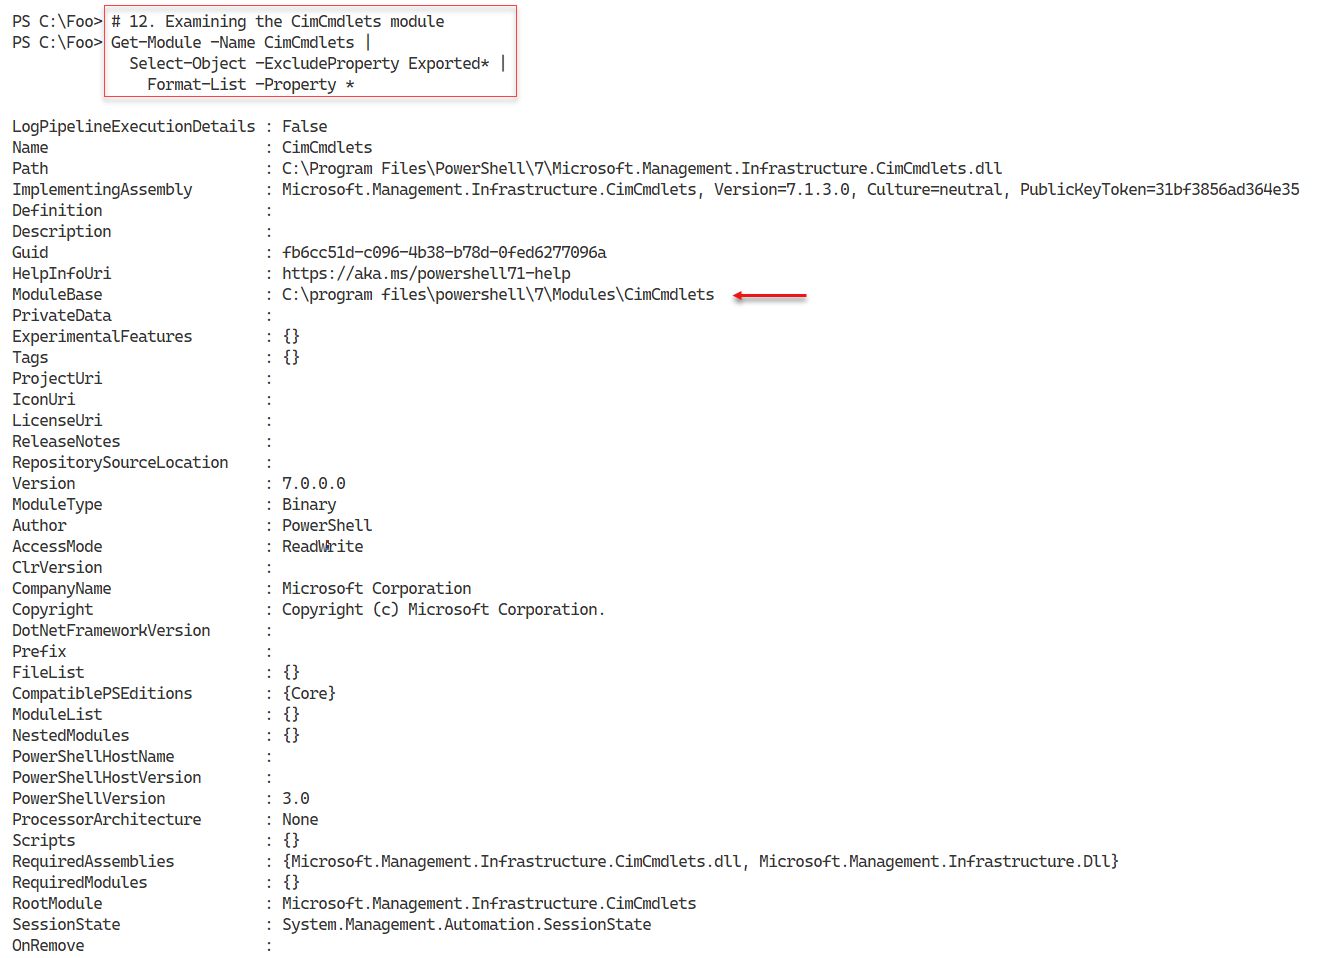 PS C:\Foo> # 12. Examining the CimCmdlets module
PS C:\Foo> Get-Module -Name CimCmdlets |
  Select-Object -ExcludeProperty Exported* |
    Format-List -Property *

LogPipelineExecutionDetails : False
Name                        : CimCmdlets
Path                        : C:\Program Files\PowerShell\7\Microsoft.Management.Infrastructure.CimCmdlets.dll
ImplementingAssembly        : Microsoft.Management.Infrastructure.CimCmdlets, Version=7.1.3.0, Culture=neutral, PublicKeyToken=31bf3856ad364e35
Definition                  :
Description                 :
Guid                        : fb6cc51d-c096-4b38-b78d-0fed6277096a
HelpInfoUri                 : https://aka.ms/powershell71-help
ModuleBase                  : C:\program files\powershell\7\Modules\CimCmdlets
PrivateData                 :
ExperimentalFeatures        : {}
Tags                        : {}
ProjectUri                  :
IconUri                     :
LicenseUri                  :
ReleaseNotes                :
RepositorySourceLocation    :
Version                     : 7.0.0.0
ModuleType                  : Binary
Author                      : PowerShell
AccessMode                  : ReadWrite
ClrVersion                  :
CompanyName                 : Microsoft Corporation
Copyright                   : Copyright (c) Microsoft Corporation.
DotNetFrameworkVersion      :
Prefix                      :
FileList                    : {}
CompatiblePSEditions        : {Core}
ModuleList                  : {}
NestedModules               : {}
PowerShellHostName          :
PowerShellHostVersion       :
PowerShellVersion           : 3.0
ProcessorArchitecture       : None
Scripts                     : {}
RequiredAssemblies          : {Microsoft.Management.Infrastructure.CimCmdlets.dll, Microsoft.Management.Infrastructure.Dll}
RequiredModules             : {}
RootModule                  : Microsoft.Management.Infrastructure.CimCmdlets
SessionState                : System.Management.Automation.SessionState
OnRemove                    :